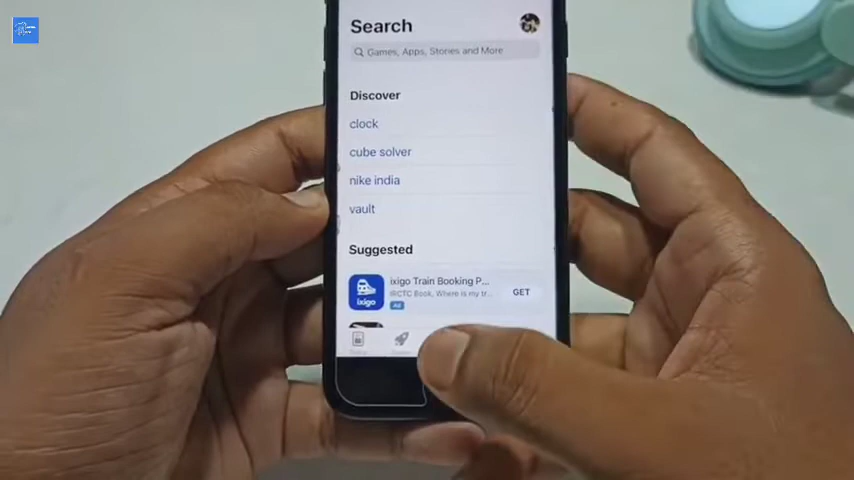 Search
Games, Apps, Stories and More
Discover
clock
cube solver
nike india
vault
Suggested
ixigo Train Booking P...
IRCTC Book, Where is my tr...
Ad
GET
ixigo